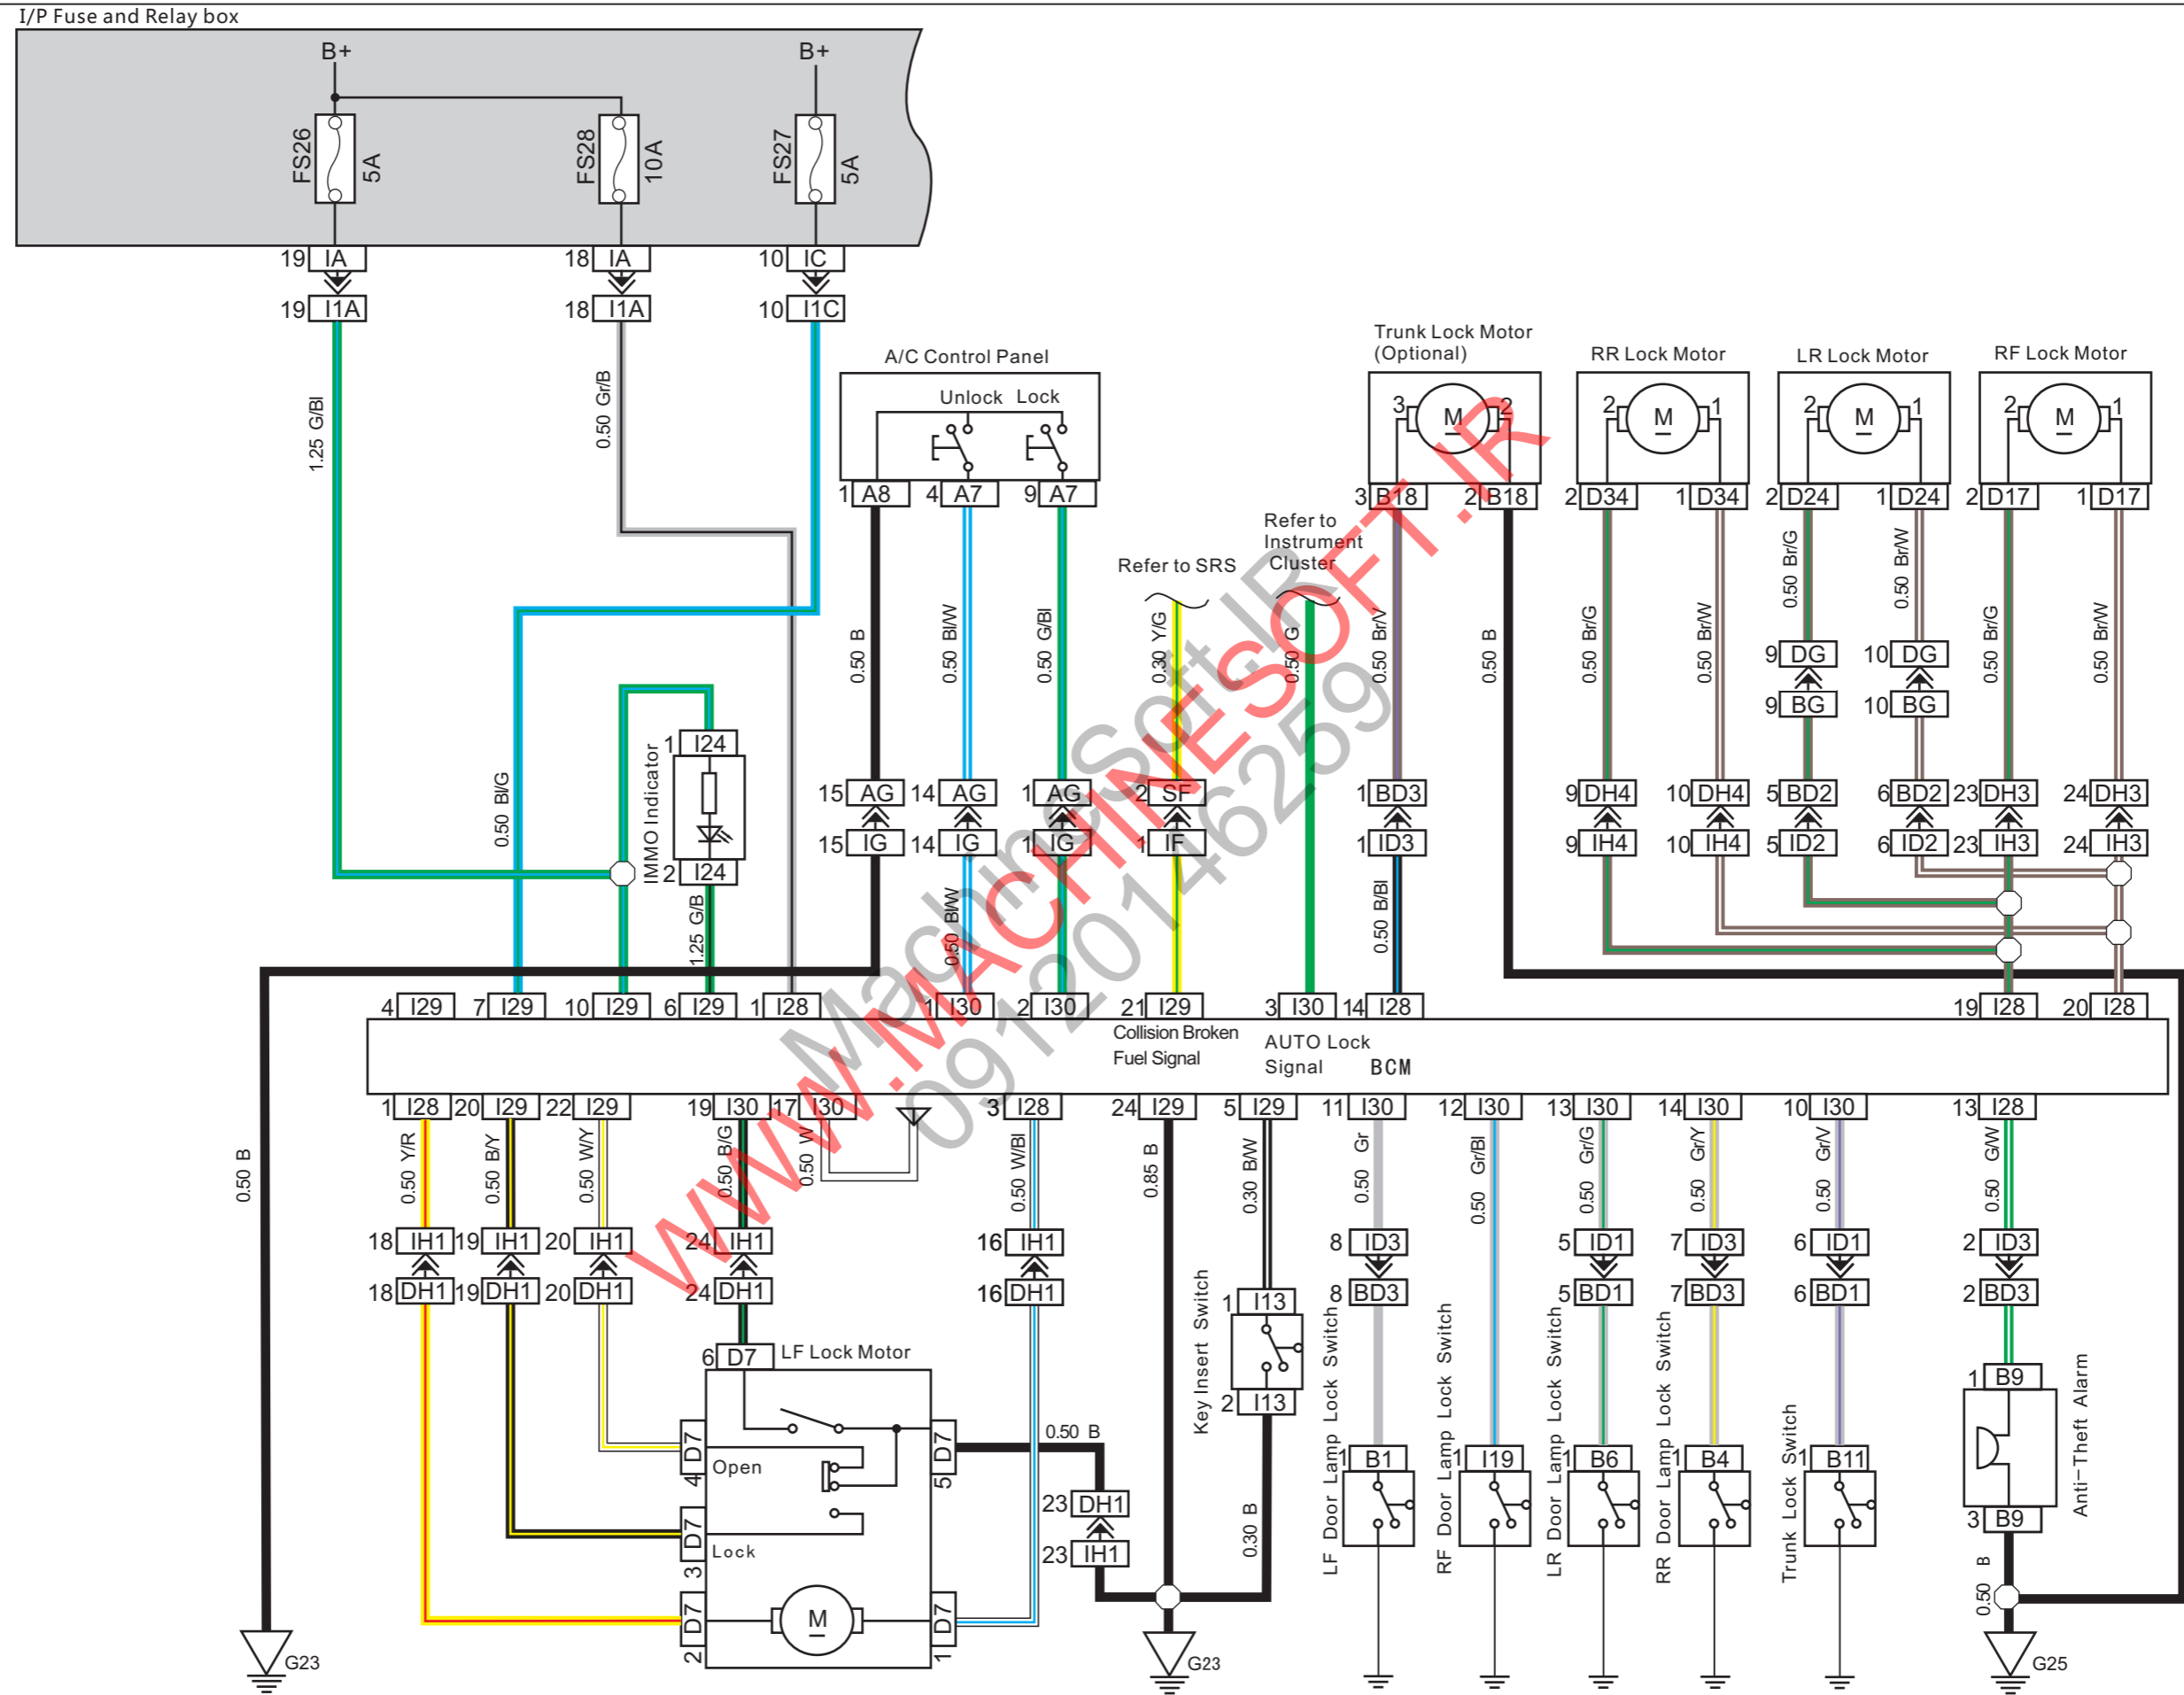 I/P Fuse and Relay box
B+
B+
FS26
5A
FS28
10A
FS27
5A
19 IA
18 IA
10 IC
19 I1A
18 I1A
10 I1C
1.25 G/Bl
0.50 Gr/B
A/C Control Panel
Unlock Lock
1 A8
4 A7
9 A7
Trunk Lock Motor
(Optional)
RR Lock Motor
LR Lock Motor
RF Lock Motor
3 M 2
2 M 1
2 M 1
2 M 1
3 B18
2 B18
2 D34
1 D34
2 D24
1 D24
2 D17
1 D17
Refer to SRS
Refer to
Instrument
Cluster
0.50 Bl/G
0.50 B
0.50 Bl/W
0.50 G/Bl
0.30 Y/G
0.50 G
0.50 Br/V
0.50 B
0.50 Br/G
0.50 Br/W
0.50 Br/G
0.50 Br/W
0.50 Br/G
0.50 Br/W
9 DG
10 DG
9 BG
10 BG
1 I24
IMMO Indicator
2 I24
1.25 G/B
15 AG
14 AG
1 AG
2 SF
1 BD3
9 DH4
10 DH4
5 BD2
6 BD2
23 DH3
24 DH3
15 IG
14 IG
1 IG
1 IF
1 ID3
9 IH4
10 IH4
5 ID2
6 ID2
23 IH3
24 IH3
0.50 Bl/W
0.50 B/Bl
4 I29
7 I29
10 I29
6 I29
1 I28
1 I30
2 I30
21 I29
3 I30
14 I28
19 I28
20 I28
Collision Broken
Fuel Signal
AUTO Lock
Signal
BCM
1 I28
20 I29
22 I29
19 I30
17 I30
3 I28
24 I29
5 I29
11 I30
12 I30
13 I30
14 I30
10 I30
13 I28
0.50 B
0.50 Y/R
0.50 B/Y
0.50 W/Y
0.50 B/G
0.50 W
0.50 W/Bl
0.85 B
0.30 B/W
0.50 Gr
0.50 Gr/Bl
0.50 Gr/G
0.50 Gr/Y
0.50 Gr/V
0.50 G/W
18 IH1
19 IH1
20 IH1
24 IH1
16 IH1
8 ID3
5 ID1
7 ID3
6 ID1
2 ID3
18 DH1
19 DH1
20 DH1
24 DH1
16 DH1
8 BD3
5 BD1
7 BD3
6 BD1
2 BD3
6 D7
LF Lock Motor
D7 4
Open
D7 3
Lock
D7 2
M
D7 5
D7 1
0.50 B
23 DH1
23 IH1
1 I13
Key Insert Switch
2 I13
0.30 B
LF Door Lamp Lock Switch
1 B1
RF Door Lamp Lock Switch
1 I19
LR Door Lamp Lock Switch
1 B6
RR Door Lamp Lock Switch
1 B4
Trunk Lock Switch
1 B11
1 B9
Anti-Theft Alarm
3 B9
0.50 B
G23
G23
G25
MachineSoft.IR
WWW.MACHINESOFT.IR
09120146259